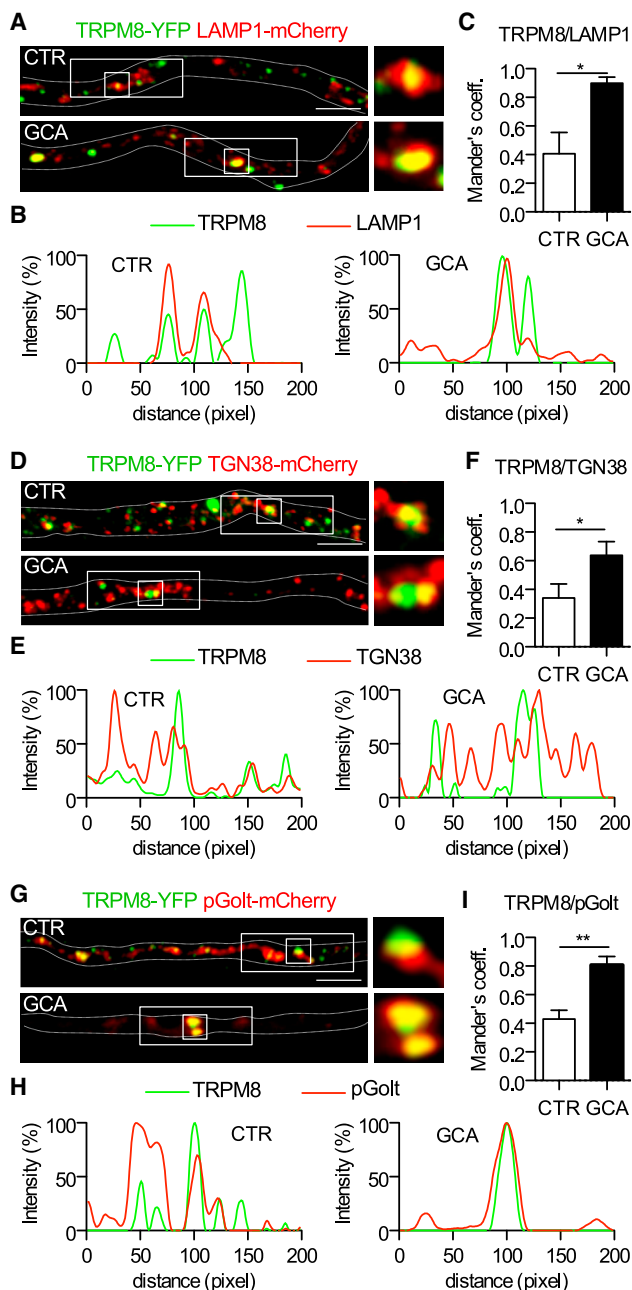 A
TRPM8-YFP LAMP1-mCherry
CTR
GCA
C
TRPM8/LAMP1
*
Mander's coeff.
1.0
0.8
0.6
0.4
0.2
0.0
CTR GCA
B
TRPM8 LAMP1
Intensity (%)
100
50
0
CTR
0 50 100 150 200
distance (pixel)
Intensity (%)
100
50
0
GCA
0 50 100 150 200
distance (pixel)
D
TRPM8-YFP TGN38-mCherry
CTR
GCA
F
TRPM8/TGN38
*
Mander's coeff.
1.0
0.8
0.6
0.4
0.2
0.0
CTR GCA
E
TRPM8 TGN38
Intensity (%)
100
50
0
CTR
0 50 100 150 200
distance (pixel)
Intensity (%)
100
50
0
GCA
0 50 100 150 200
distance (pixel)
G
TRPM8-YFP pGolt-mCherry
CTR
GCA
I
TRPM8/pGolt
**
Mander's coeff.
1.0
0.8
0.6
0.4
0.2
0.0
CTR GCA
H
TRPM8 pGolt
Intensity (%)
100
50
0
CTR
0 50 100 150 200
distance (pixel)
Intensity (%)
100
50
0
GCA
0 50 100 150 200
distance (pixel)